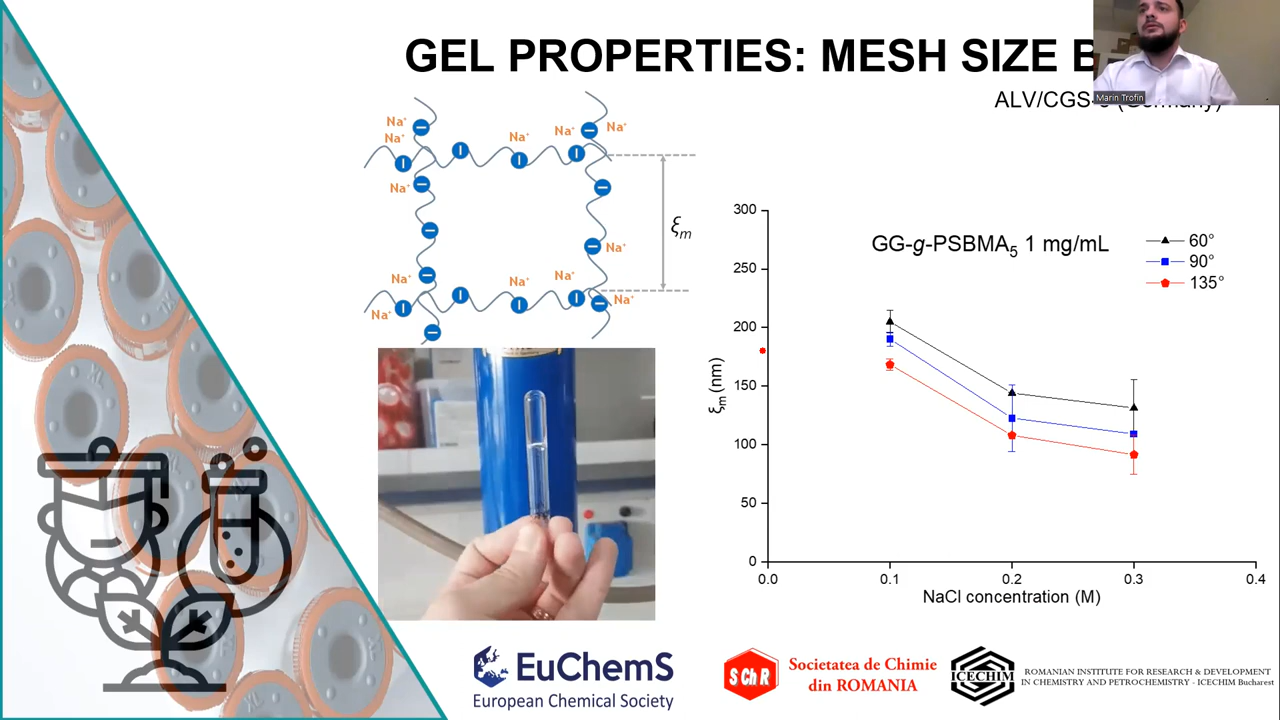 GEL PROPERTIES: MESH SIZE B
Marin Trofin
ALV/CGS-
Na⁺
Na⁺
Na⁺
Na⁺
Na⁺
Na⁺
ξm
Na⁺
Na⁺
Na⁺
Na⁺
Na⁺
Na⁺
GG-g-PSBMA₅ 1 mg/mL
60°
90°
135°
300
250
200
150
100
50
0
ξm (nm)
0.0
0.1
0.2
0.3
0.4
NaCl concentration (M)
EuChemS
European Chemical Society
SChR
Societatea de Chimie
din ROMANIA
ICECHIM
ROMANIAN INSTITUTE FOR RESEARCH & DEVELOPMENT
IN CHEMISTRY AND PETROCHEMISTRY - ICECHIM Bucharest